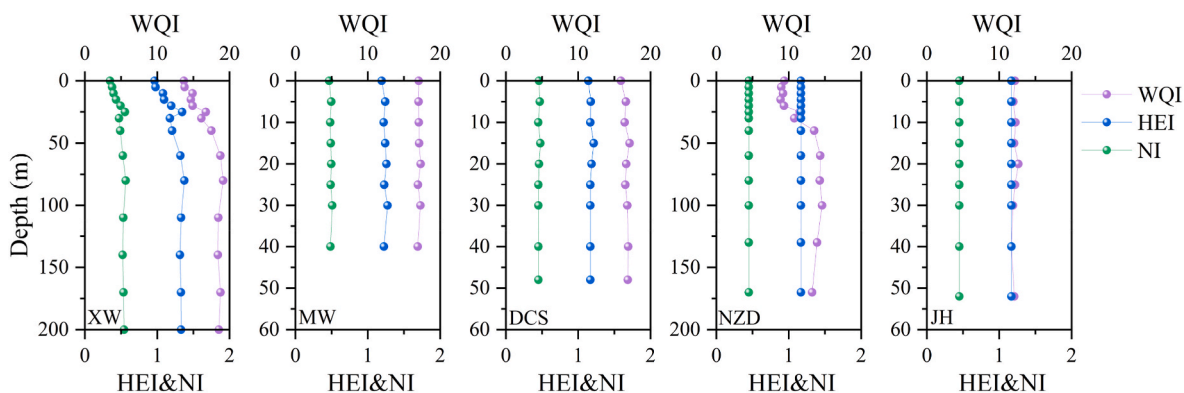 WQI WQI WQI WQI WQI
0 10 20 0 10 20 0 10 20 0 10 20 0 10 20
0 0 0 0 0
10 10 10
50 20 20 50 20
100 30 30 100 30
40 40 40
150 50 50 150 50
200 60 60 200 60
Depth (m)
XW MW DCS NZD JH
0 1 2 0 1 2 0 1 2 0 1 2 0 1 2
HEI&NI HEI&NI HEI&NI HEI&NI HEI&NI
WQI
HEI
NI